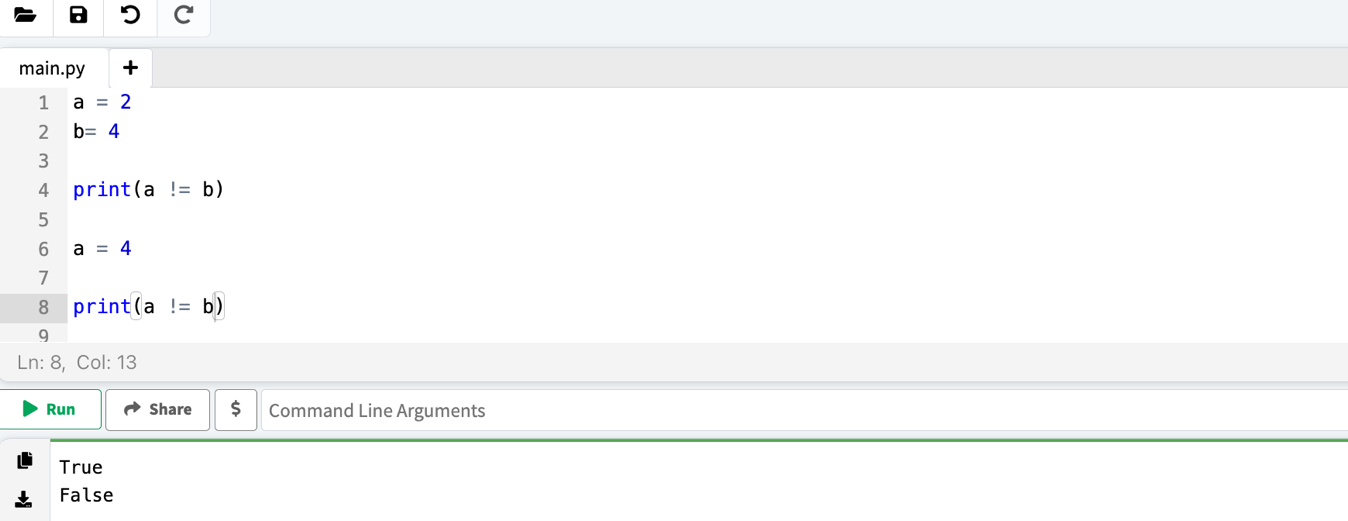 main.py +
1 a = 2
2 b= 4
3
4 print(a != b)
5
6 a = 4
7
8 print(a != b)
9
Ln: 8, Col: 13
Run Share $ Command Line Arguments
True
False